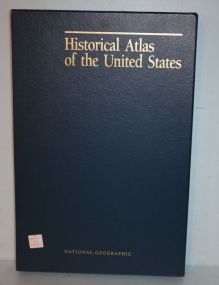 Historical Atlas
of the United States
NATIONAL GEOGRAPHIC